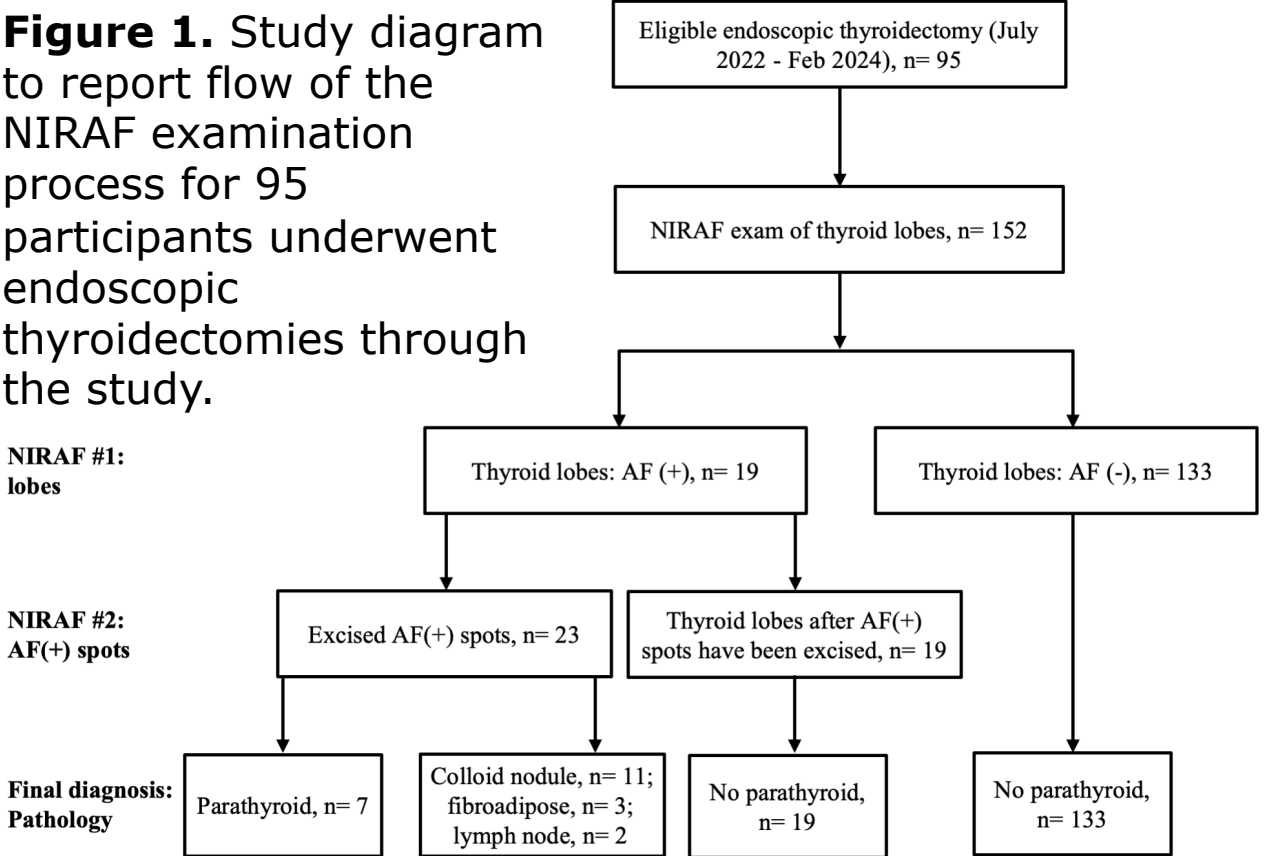 Figure 1. Study diagram
to report flow of the
NIRAF examination
process for 95
participants underwent
endoscopic
thyroidectomies through
the study.
Eligible endoscopic thyroidectomy (July
2022 - Feb 2024), n= 95
NIRAF exam of thyroid lobes, n= 152
NIRAF #1:
lobes
Thyroid lobes: AF (+), n= 19
Thyroid lobes: AF (-), n= 133
NIRAF #2:
AF(+) spots
Excised AF(+) spots, n= 23
Thyroid lobes after AF(+)
spots have been excised, n= 19
Final diagnosis:
Pathology
Parathyroid, n= 7
Colloid nodule, n= 11;
fibroadipose, n= 3;
lymph node, n= 2
No parathyroid,
n= 19
No parathyroid,
n= 133